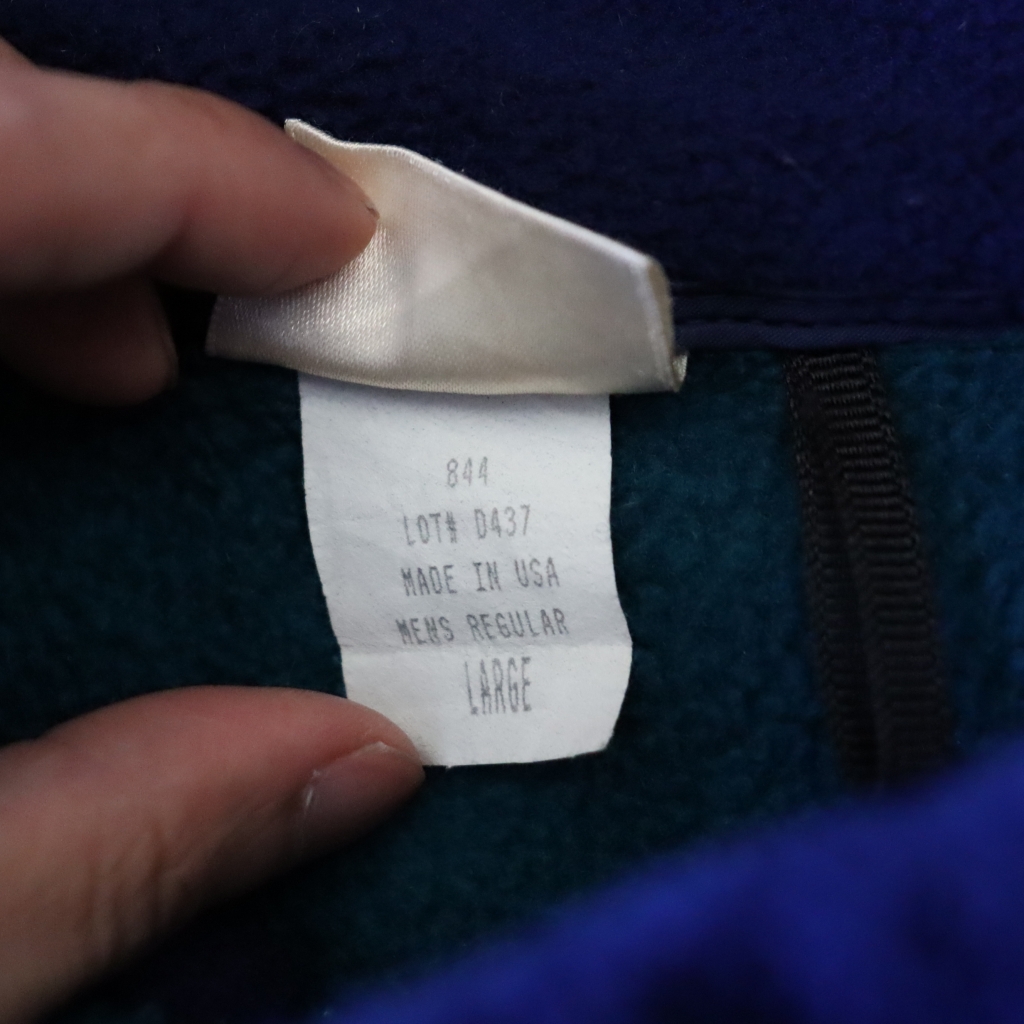 844
LOT# D437
MADE IN USA
MENS REGULAR
LARGE